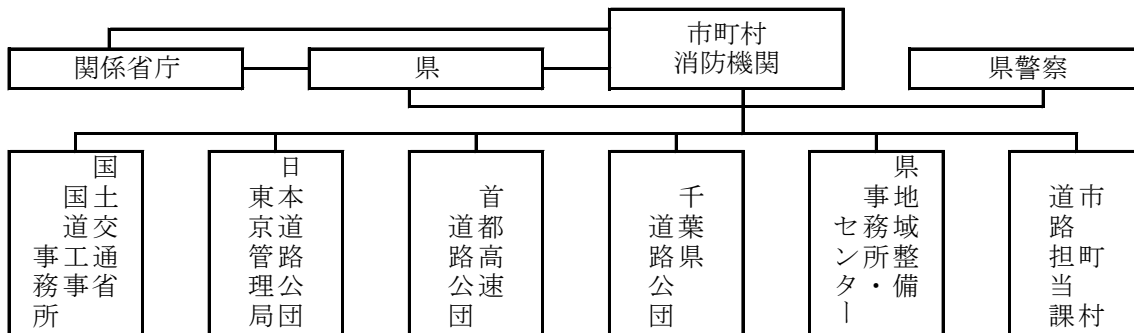 市町村
消防機関
関係省庁
県
県警察
国土交通省
国道工事
事務所
日本道路公団
東京管理局
首都高速
道路公団
千葉県
道路公団
県地域整備
事務所・
センター
市町村
道路担当課